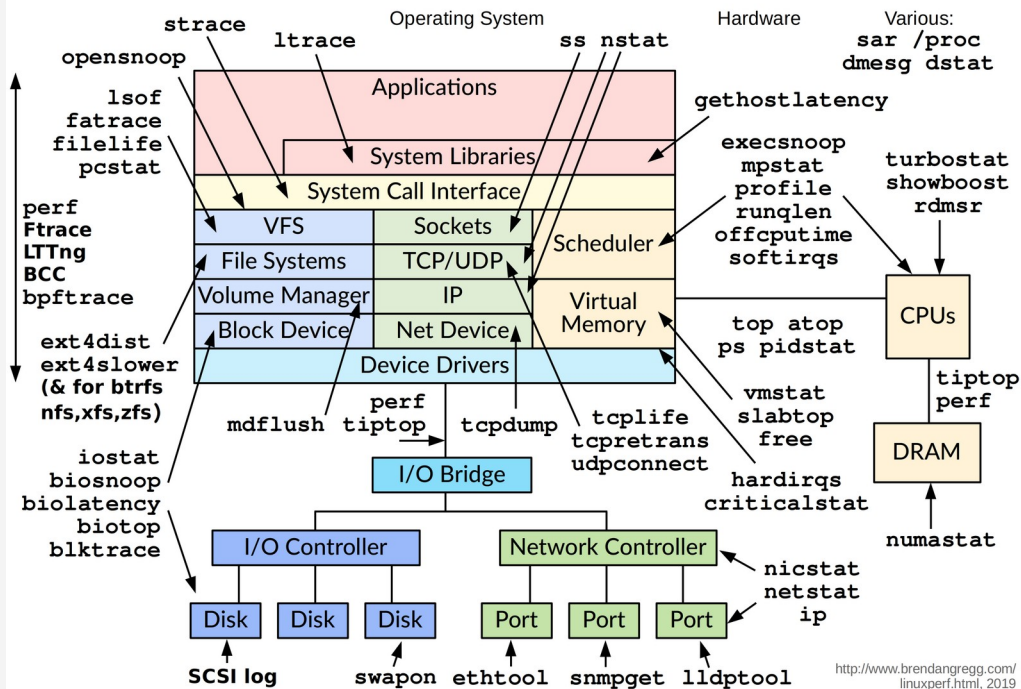 Operating System
Hardware
Various:
sar /proc
dmesg dstat
strace
ltrace
ss nstat
opensnoop
lsof
fatrace
filelife
pcstat
gethostlatency
perf
Ftrace
LTTng
BCC
bpftrace
Applications
System Libraries
System Call Interface
VFS
Sockets
Scheduler
File Systems
TCP/UDP
Volume Manager
IP
Virtual
Memory
Block Device
Net Device
Device Drivers
execsnoop
mpstat
profile
runqlen
offcputime
softirqs
turbostat
showboost
rdmsr
CPUs
top atop
ps pidstat
tiptop
perf
DRAM
numastat
ext4dist
ext4slower
(& for btrfs
nfs,xfs,zfs)
mdflush
perf
tiptop
tcpdump
tcplife
tcpretrans
udpconnect
vmstat
slabtop
free
hardirqs
criticalstat
iostat
biosnoop
biolatency
biotop
blktrace
I/O Bridge
I/O Controller
Network Controller
nicstat
netstat
ip
Disk
Disk
Disk
Port
Port
Port
SCSI log
swapon
ethtool
snmpget
lldptool
http://www.brendangregg.com/
linuxperf.html, 2019